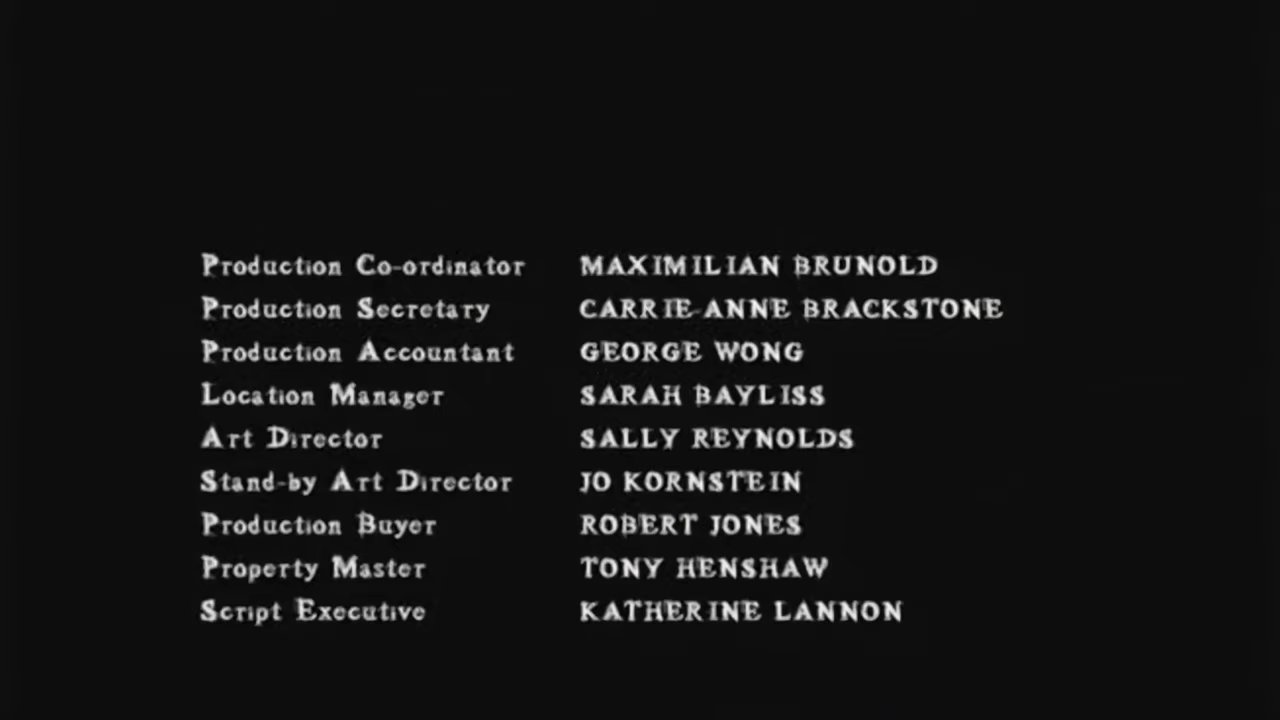 Production Co-ordinator MAXIMILIAN BRUNOLD
Production Secretary CARRIE-ANNE BRACKSTONE
Production Accountant GEORGE WONG
Location Manager SARAH BAYLISS
Art Director SALLY REYNOLDS
Stand-by Art Director JO KORNSTEIN
Production Buyer ROBERT JONES
Property Master TONY HENSHAW
Script Executive KATHERINE LANNON